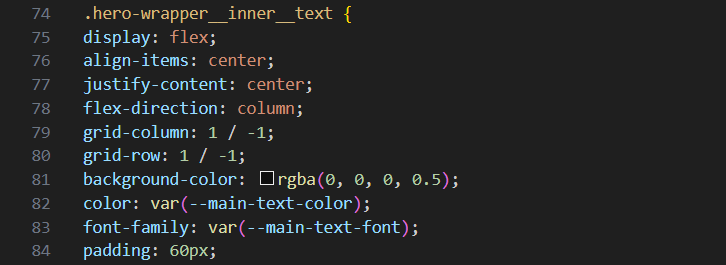 74 .hero-wrapper__inner__text {
75 display: flex;
76 align-items: center;
77 justify-content: center;
78 flex-direction: column;
79 grid-column: 1 / -1;
80 grid-row: 1 / -1;
81 background-color: rgba(0, 0, 0, 0.5);
82 color: var(--main-text-color);
83 font-family: var(--main-text-font);
84 padding: 60px;